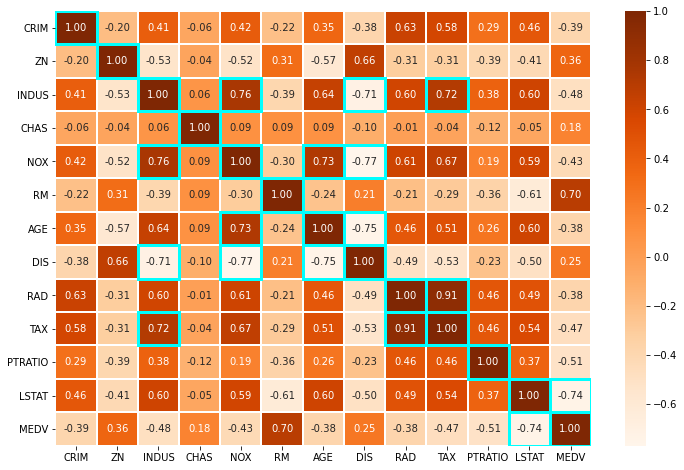 CRIM 1.00 -0.20 0.41 -0.06 0.42 -0.22 0.35 -0.38 0.63 0.58 0.29 0.46 -0.39
ZN -0.20 1.00 -0.53 -0.04 -0.52 0.31 -0.57 0.66 -0.31 -0.31 -0.39 -0.41 0.36
INDUS 0.41 -0.53 1.00 0.06 0.76 -0.39 0.64 -0.71 0.60 0.72 0.38 0.60 -0.48
CHAS -0.06 -0.04 0.06 1.00 0.09 0.09 0.09 -0.10 -0.01 -0.04 -0.12 -0.05 0.18
NOX 0.42 -0.52 0.76 0.09 1.00 -0.30 0.73 -0.77 0.61 0.67 0.19 0.59 -0.43
RM -0.22 0.31 -0.39 0.09 -0.30 1.00 -0.24 0.21 -0.21 -0.29 -0.36 -0.61 0.70
AGE 0.35 -0.57 0.64 0.09 0.73 -0.24 1.00 -0.75 0.46 0.51 0.26 0.60 -0.38
DIS -0.38 0.66 -0.71 -0.10 -0.77 0.21 -0.75 1.00 -0.49 -0.53 -0.23 -0.50 0.25
RAD 0.63 -0.31 0.60 -0.01 0.61 -0.21 0.46 -0.49 1.00 0.91 0.46 0.49 -0.38
TAX 0.58 -0.31 0.72 -0.04 0.67 -0.29 0.51 -0.53 0.91 1.00 0.46 0.54 -0.47
PTRATIO 0.29 -0.39 0.38 -0.12 0.19 -0.36 0.26 -0.23 0.46 0.46 1.00 0.37 -0.51
LSTAT 0.46 -0.41 0.60 -0.05 0.59 -0.61 0.60 -0.50 0.49 0.54 0.37 1.00 -0.74
MEDV -0.39 0.36 -0.48 0.18 -0.43 0.70 -0.38 0.25 -0.38 -0.47 -0.51 -0.74 1.00
CRIM ZN INDUS CHAS NOX RM AGE DIS RAD TAX PTRATIO LSTAT MEDV
1.0
0.8
0.6
0.4
0.2
0.0
−0.2
−0.4
−0.6